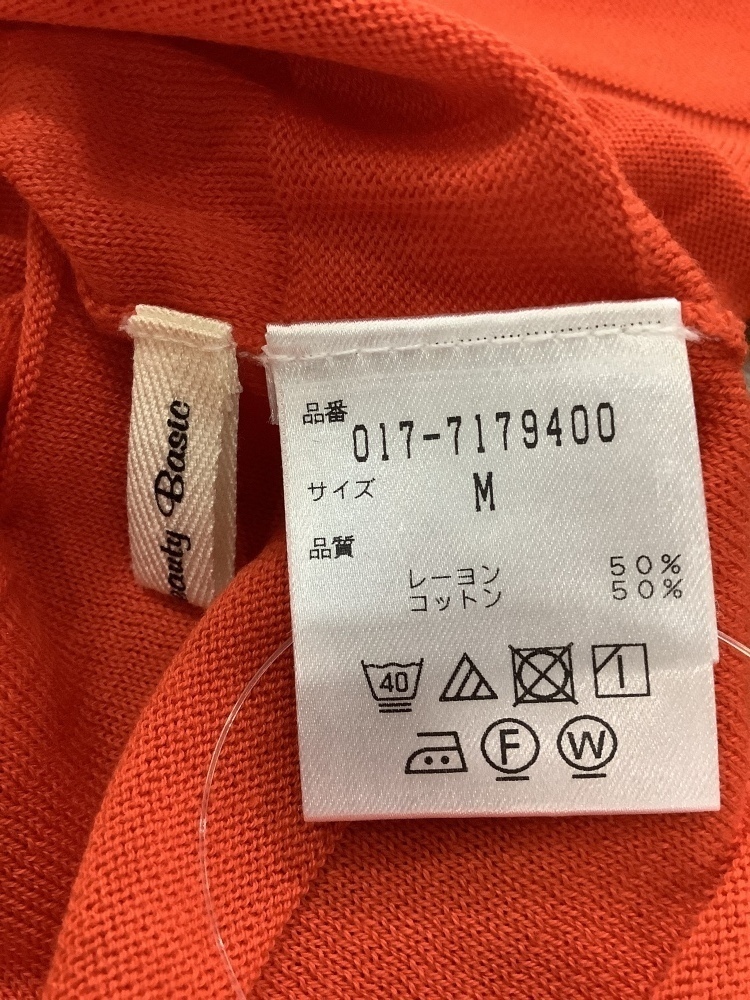 eauty Basic
品番
017-7179400
サイズ M
品質
レーヨン 50%
コットン 50%
40
F W